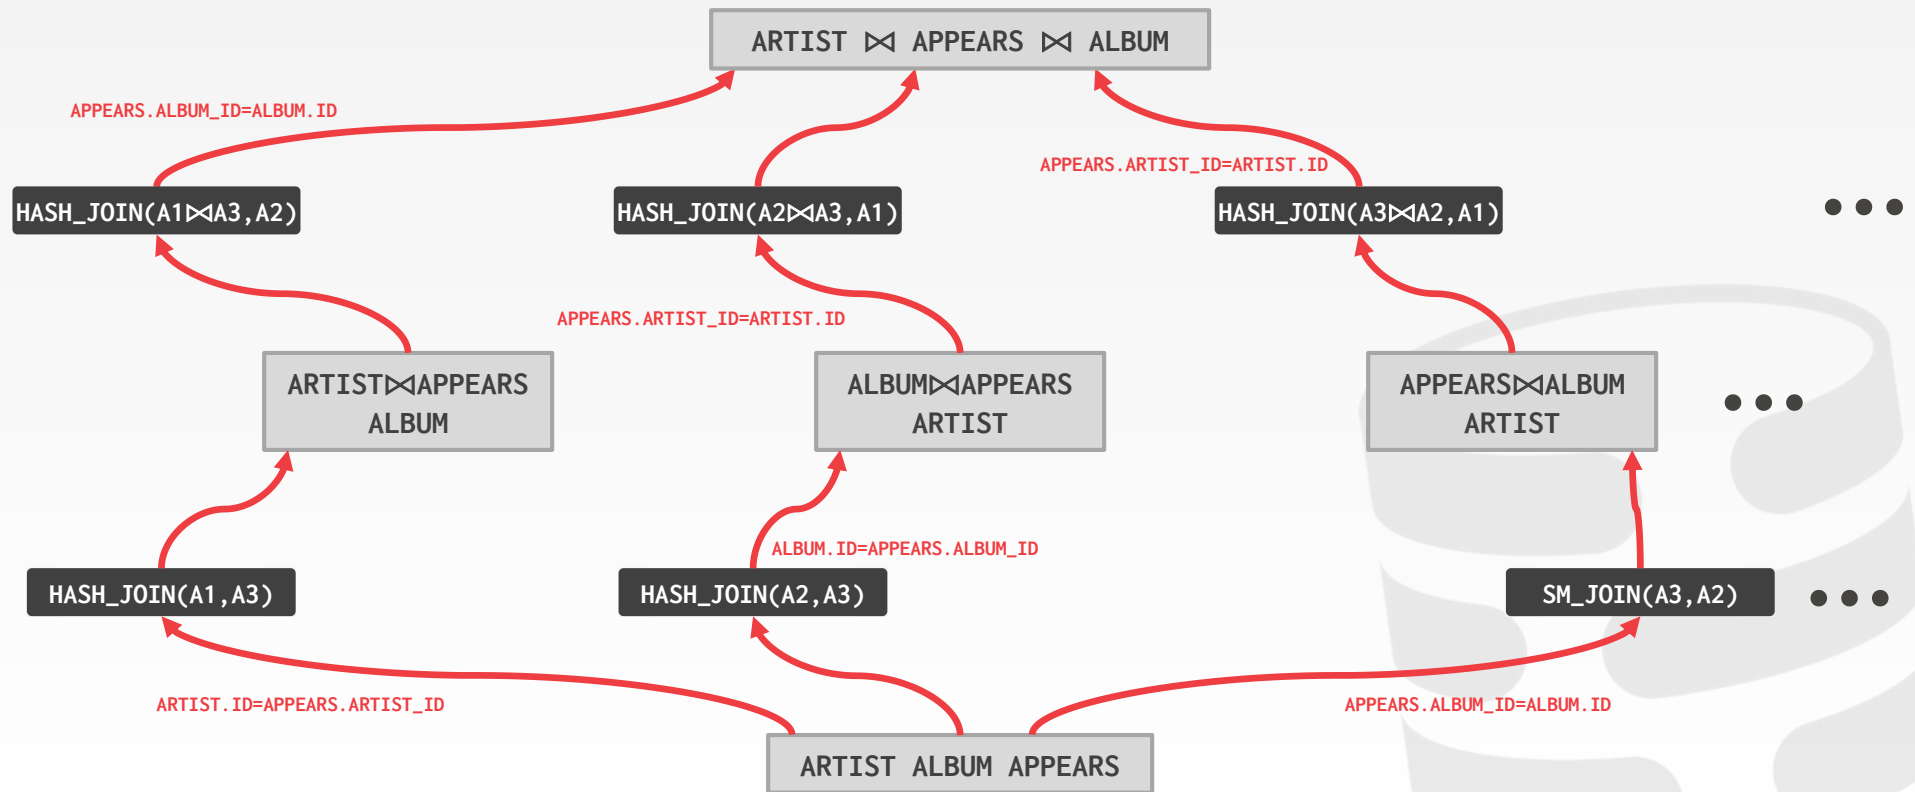 ARTIST ⋈ APPEARS ⋈ ALBUM
APPEARS.ALBUM_ID=ALBUM.ID
APPEARS.ARTIST_ID=ARTIST.ID
HASH_JOIN(A1⋈A3,A2)
HASH_JOIN(A2⋈A3,A1)
HASH_JOIN(A3⋈A2,A1)
•••
APPEARS.ARTIST_ID=ARTIST.ID
ARTIST⋈APPEARS
ALBUM
ALBUM⋈APPEARS
ARTIST
APPEARS⋈ALBUM
ARTIST
•••
ALBUM.ID=APPEARS.ALBUM_ID
HASH_JOIN(A1,A3)
HASH_JOIN(A2,A3)
SM_JOIN(A3,A2)
•••
ARTIST.ID=APPEARS.ARTIST_ID
APPEARS.ALBUM_ID=ALBUM.ID
ARTIST ALBUM APPEARS